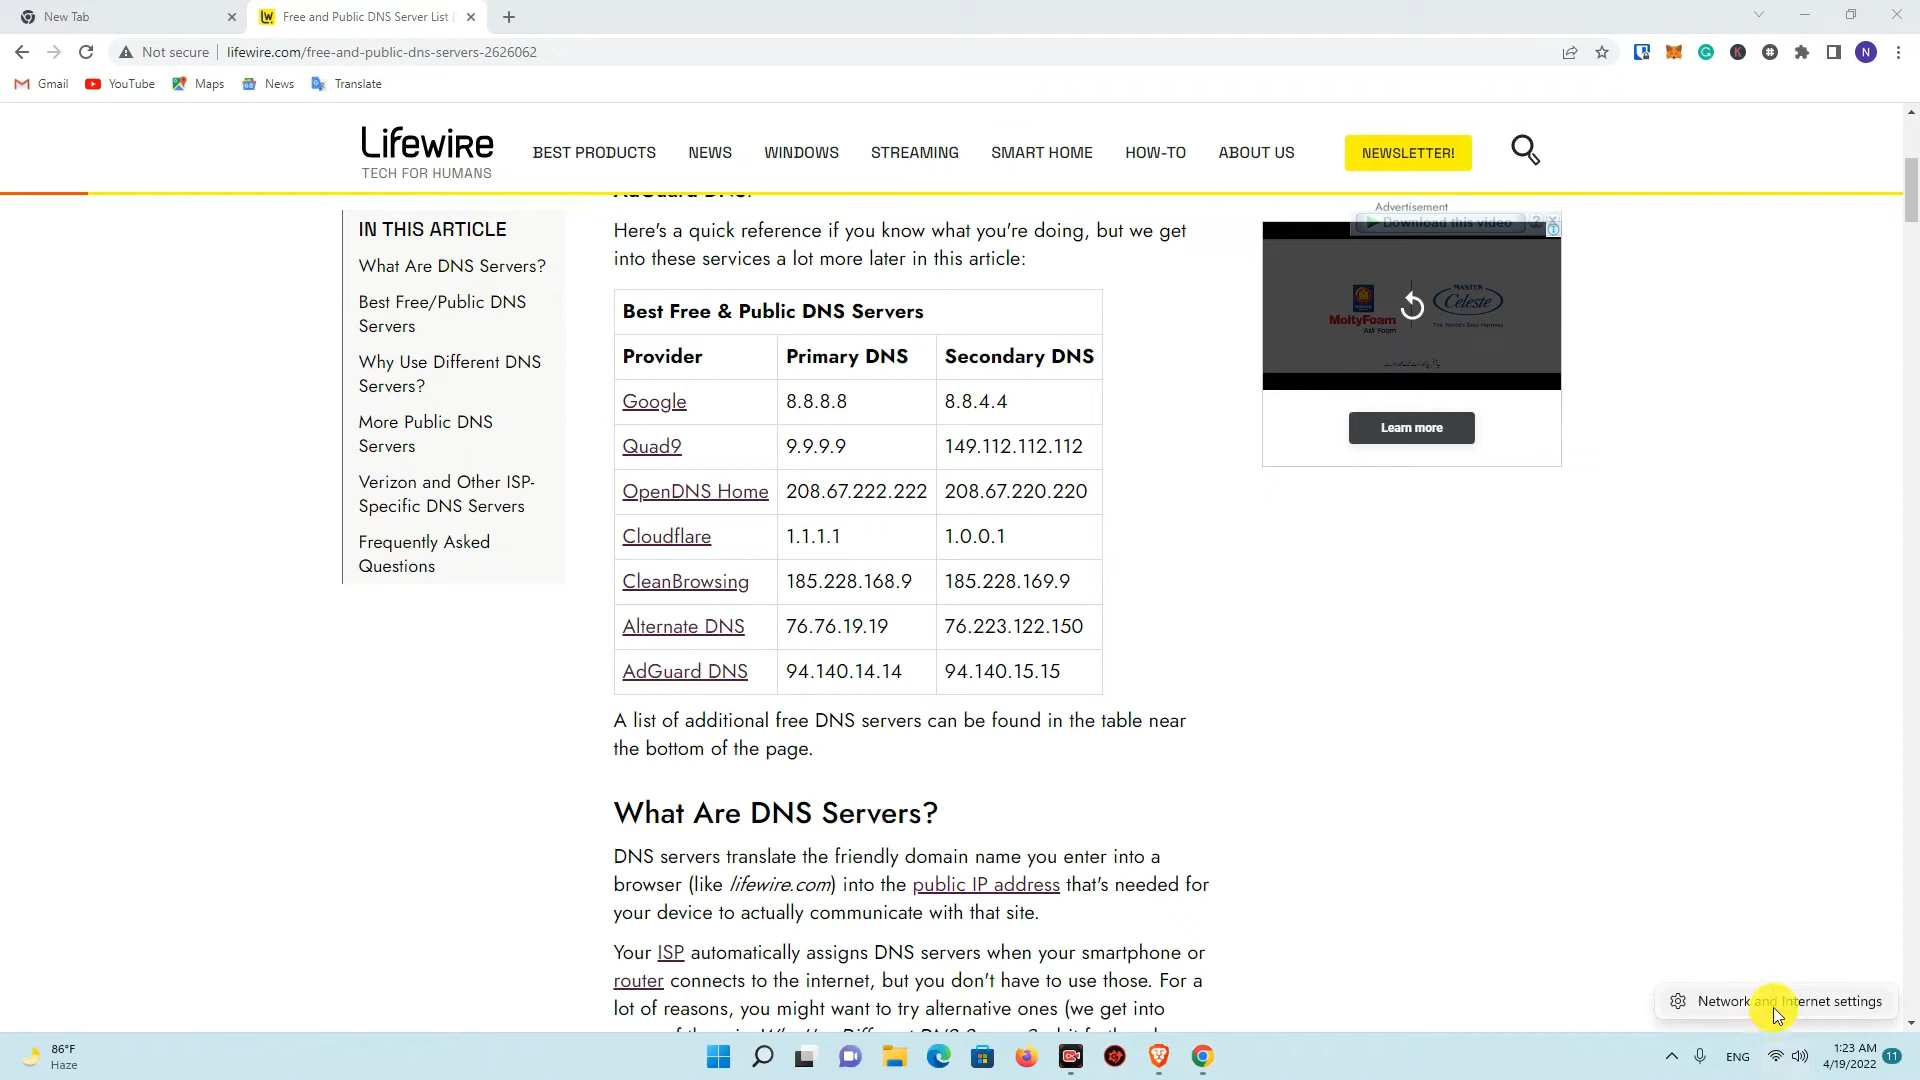 New Tab
Free and Public DNS Server List (
Not secure
lifewire.com/free-and-public-dns-servers-2626062
N
Gmail
YouTube
Maps
News
Translate
Lifewire
TECH FOR HUMANS
BEST PRODUCTS
NEWS
WINDOWS
STREAMING
SMART HOME
HOW-TO
ABOUT US
NEWSLETTER!
IN THIS ARTICLE
What Are DNS Servers?
Best Free/Public DNS
Servers
Why Use Different DNS
Servers?
More Public DNS
Servers
Verizon and Other ISP-
Specific DNS Servers
Frequently Asked
Questions
AdGuard DNS.
Here's a quick reference if you know what you're doing, but we get
into these services a lot more later in this article:
Best Free & Public DNS Servers
Provider Primary DNS Secondary DNS
Google 8.8.8.8 8.8.4.4
Quad9 9.9.9.9 149.112.112.112
OpenDNS Home 208.67.222.222 208.67.220.220
Cloudflare 1.1.1.1 1.0.0.1
CleanBrowsing 185.228.168.9 185.228.169.9
Alternate DNS 76.76.19.19 76.223.122.150
AdGuard DNS 94.140.14.14 94.140.15.15
A list of additional free DNS servers can be found in the table near
the bottom of the page.
What Are DNS Servers?
DNS servers translate the friendly domain name you enter into a
browser (like lifewire.com) into the public IP address that's needed for
your device to actually communicate with that site.
Your ISP automatically assigns DNS servers when your smartphone or
router connects to the internet, but you don't have to use those. For a
lot of reasons, you might want to try alternative ones (we get into
Advertisement
Download this video
MoltyFoam
MASTER
Celeste
Learn more
Network and Internet settings
86°F
Haze
ENG
1:23 AM
4/19/2022
11